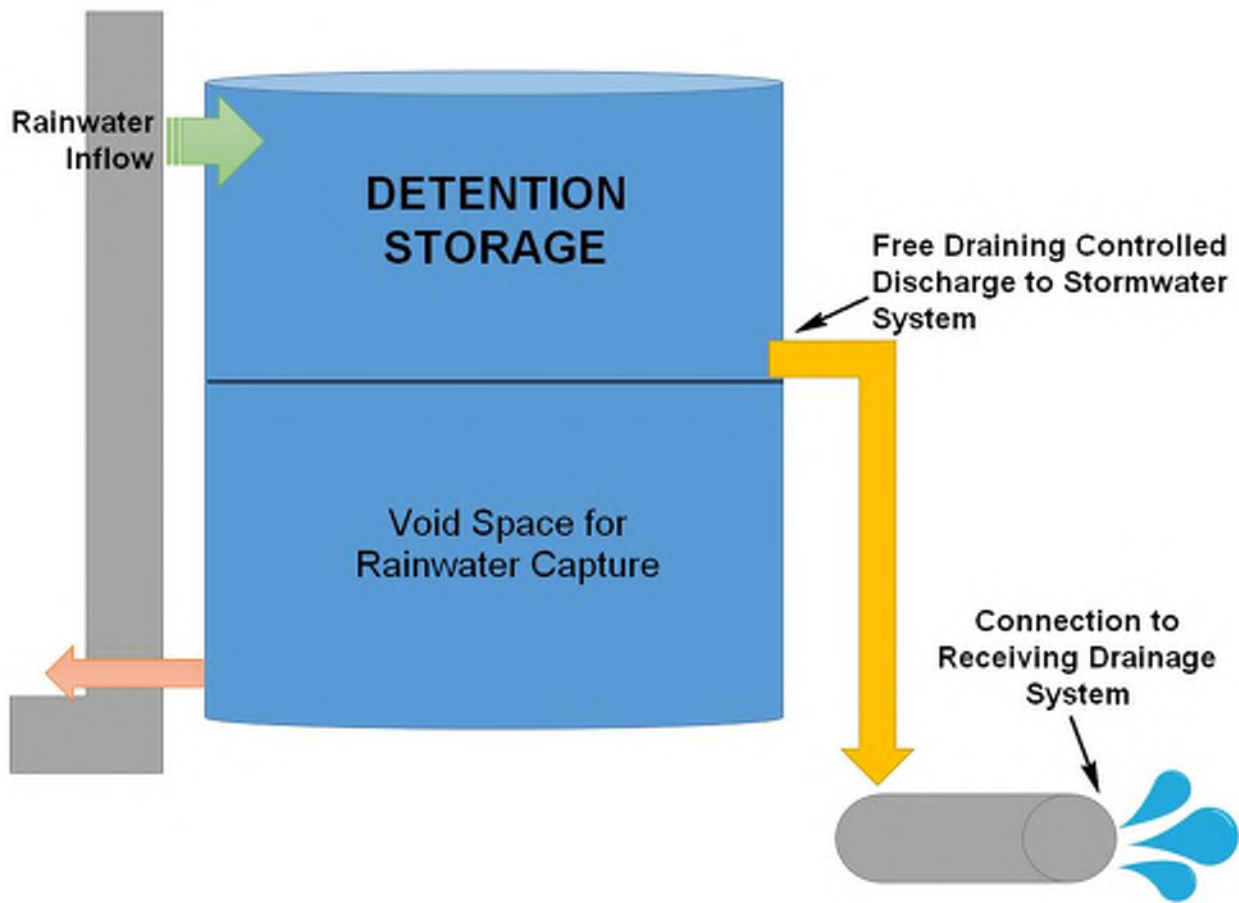 Rainwater
Inflow
DETENTION
STORAGE
Free Draining Controlled
Discharge to Stormwater
System
Void Space for
Rainwater Capture
Connection to
Receiving Drainage
System